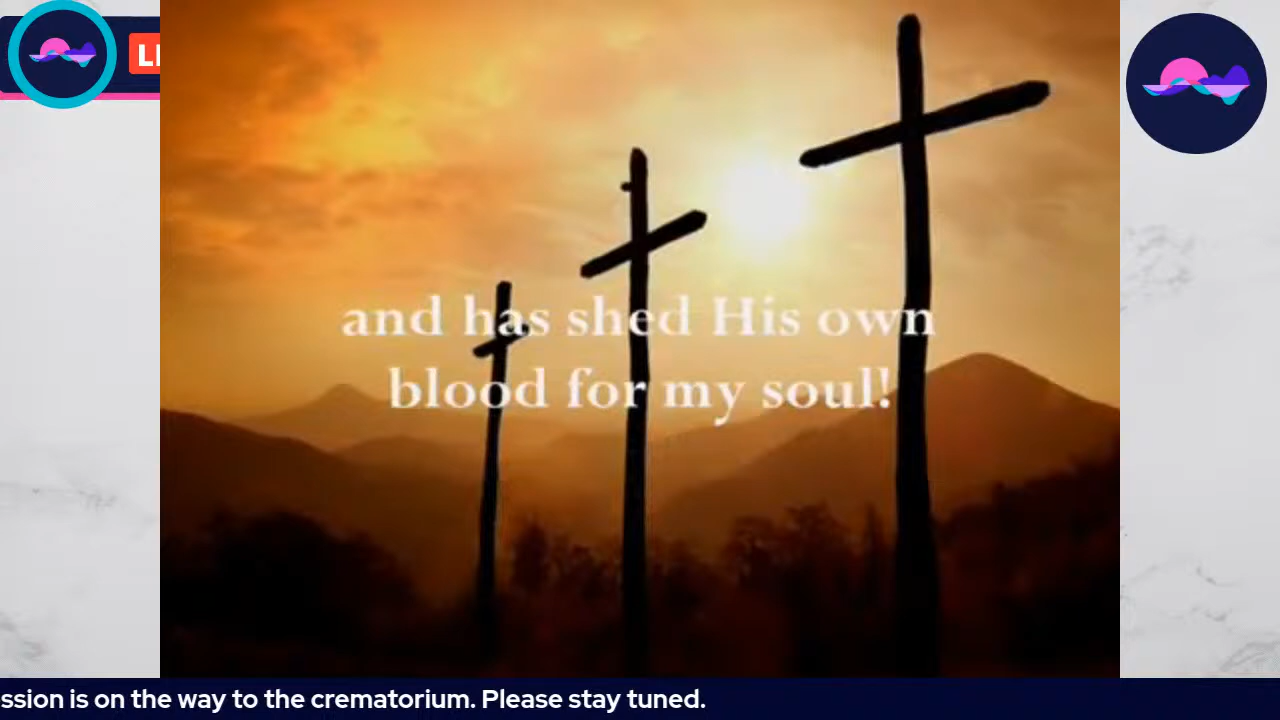 and has shed His own
blood for my soul!
is on the way to the crematorium. Please stay tuned.